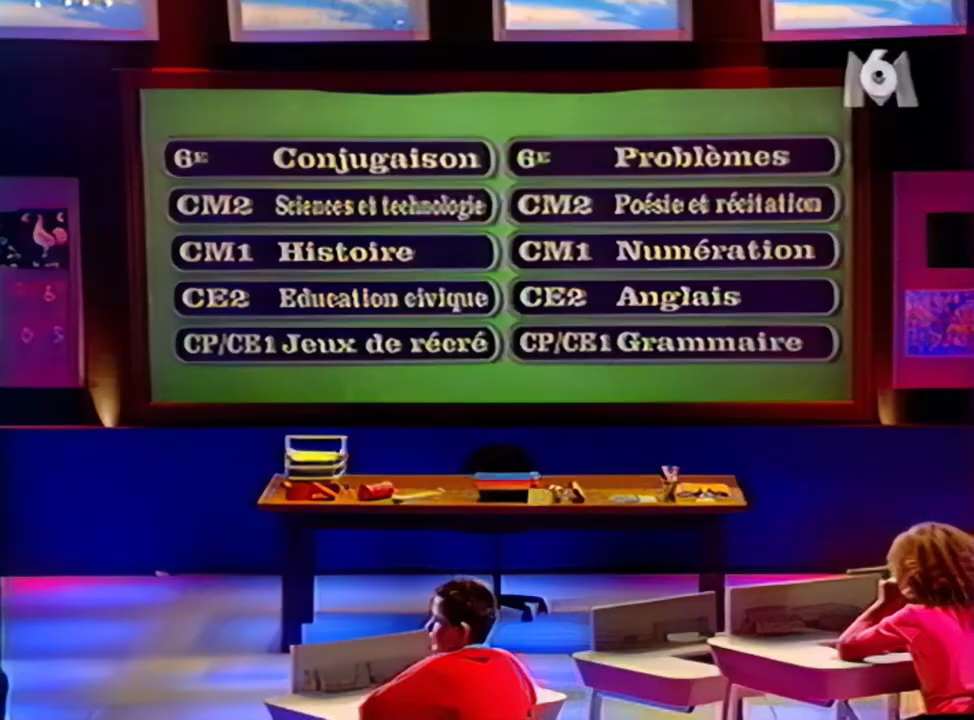 M6
6E Conjugaison
6E Problèmes
CM2 Sciences et technologie
CM2 Poésie et récitation
CM1 Histoire
CM1 Numération
CE2 Education civique
CE2 Anglais
CP/CE1 Jeux de récré
CP/CE1 Grammaire